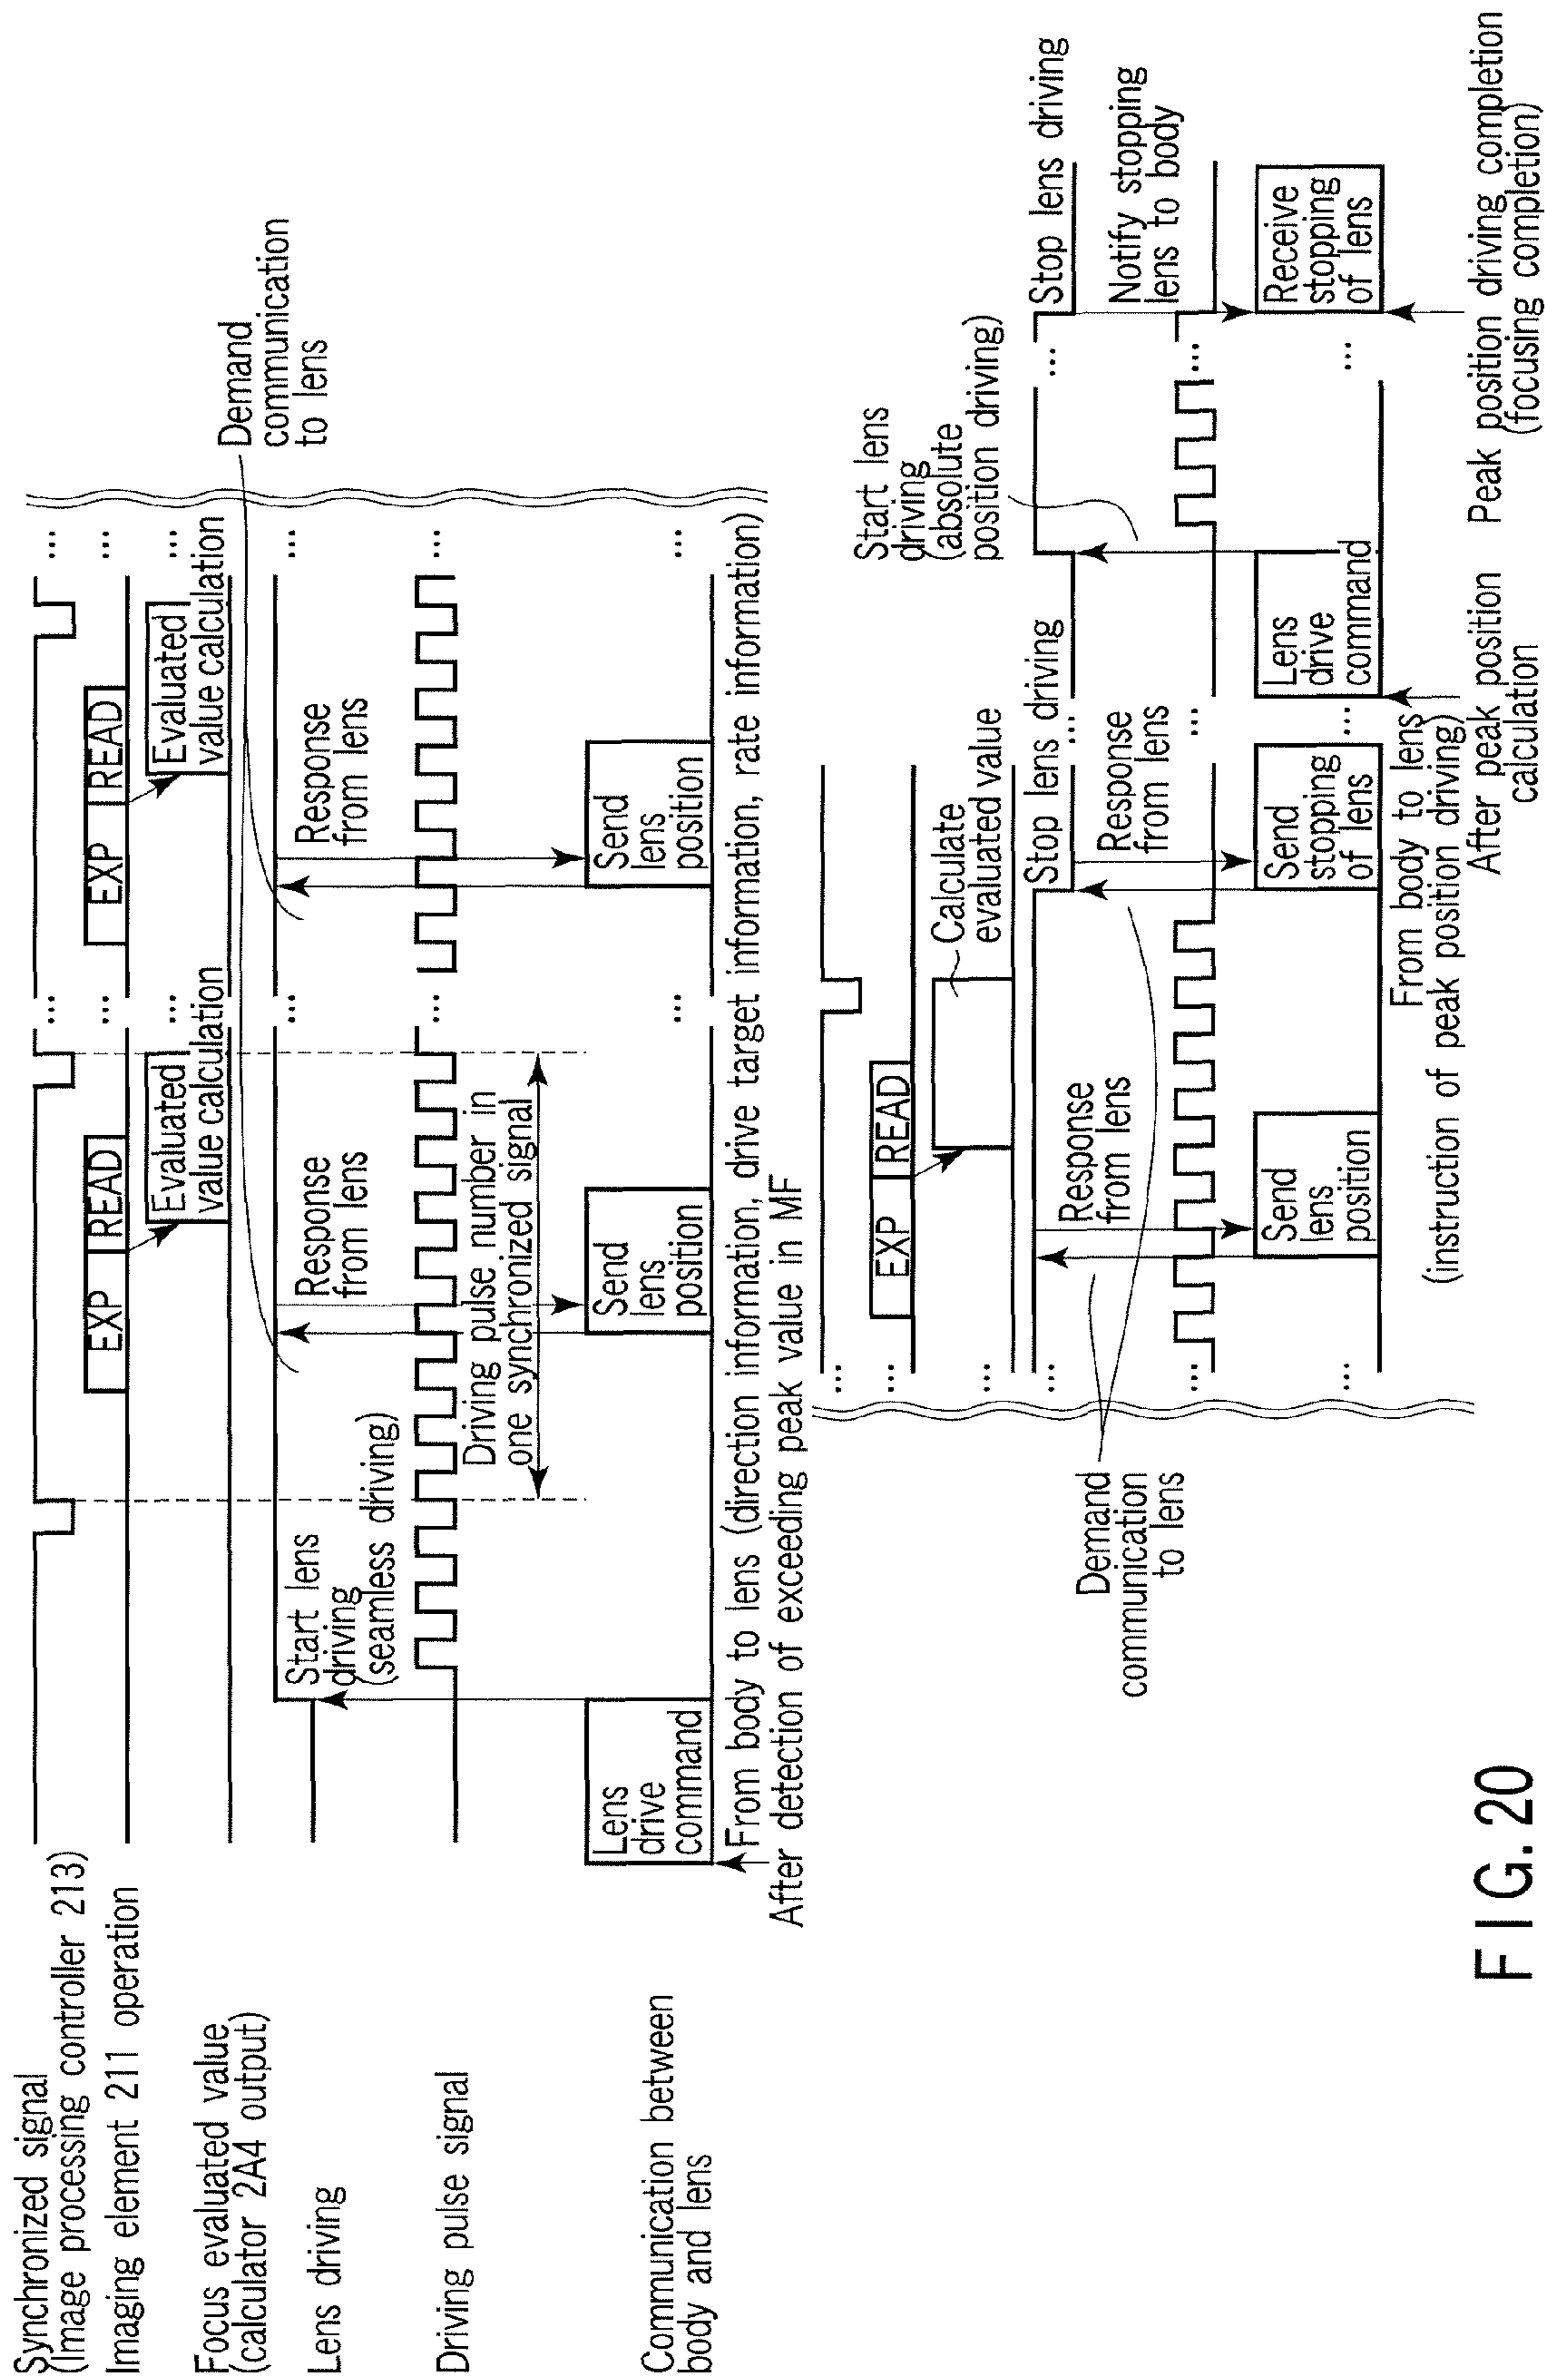 Synchronized signal
(Image processing controller 213)
Imaging element 211 operation
Focus evaluated value
(calculator 2A4 output)
Lens driving
Driving pulse signal
Communication between
body and lens
EXP
READ
Evaluated
value calculation
EXP
READ
Evaluated
value calculation
...
...
...
...
...
...
...
...
...
...
...
...
Demand
communication
to lens
Start lens
driving
(seamless driving)
Response
from lens
Response
from lens
Driving pulse number in
one synchronized signal
Lens
drive
command
Send
lens
position
Send
lens
position
From body to lens (direction information, drive target information, rate information)
After detection of exceeding peak value in MF
...
...
...
...
...
...
EXP
READ
Calculate
evaluated value
Stop lens driving
Response
from lens
Response
from lens
Demand
communication
to lens
Send
lens
position
Send
stopping
of lens
...
...
...
From body to lens
(instruction of peak position driving)
Lens
drive
command
After peak position
calculation
Start lens
driving
(absolute
position driving)
...
...
...
Stop lens driving
Notify stopping
lens to body
Receive
stopping
of lens
Peak position driving completion
(focusing completion)
FIG. 20